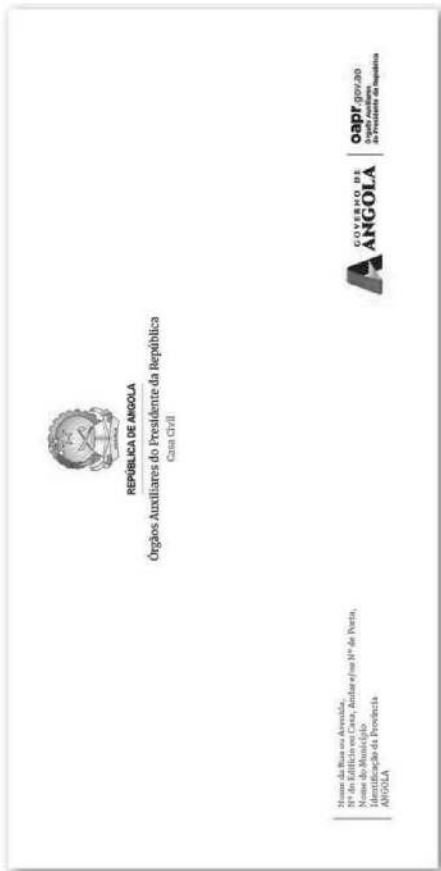 REPÚBLICA DE ANGOLA
Órgãos Auxiliares do Presidente da República
Casa Civil
Nome da Rua ou Avenida,
Nº do Edifício ou Casa, Andar e/ou Nº de Porta,
Nome do Município
Identificação da Província
ANGOLA
GOVERNO DE
ANGOLA
oapr.gov.ao
Órgãos Auxiliares
do Presidente da República